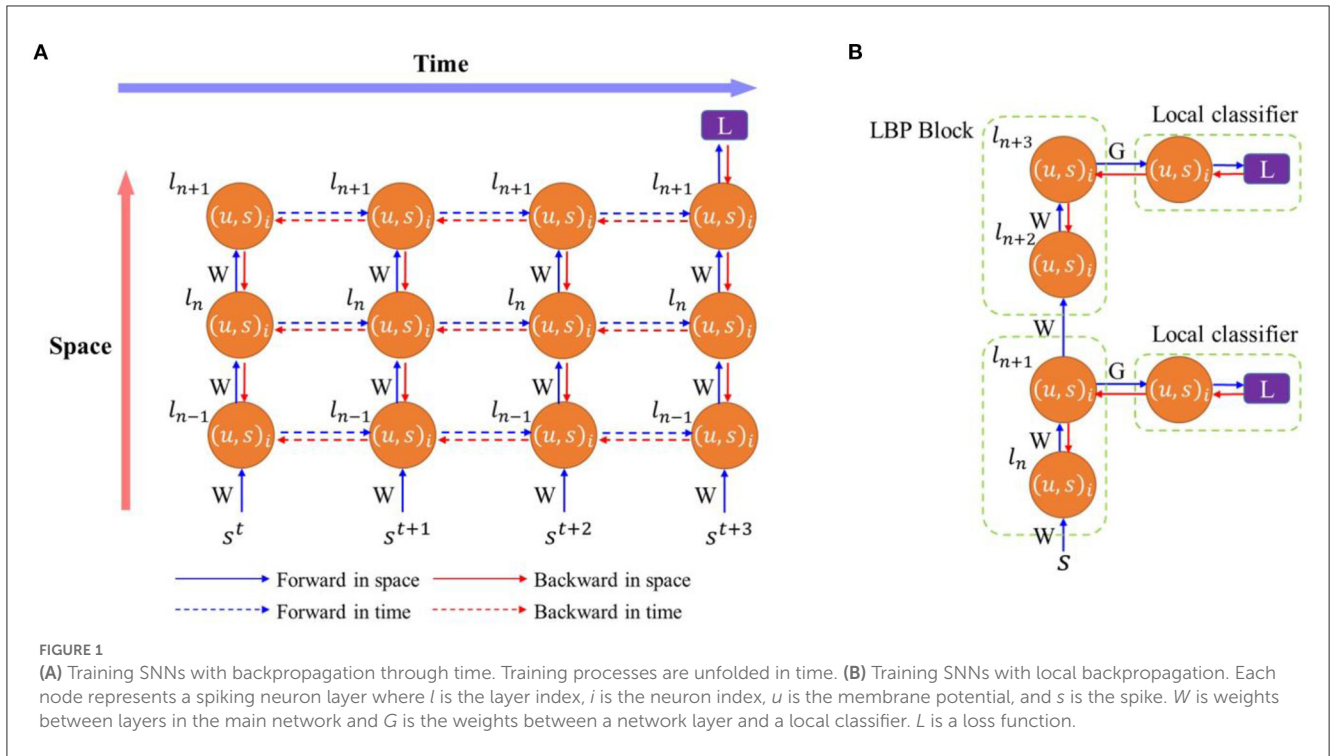 A
Time
L
l_{n+1} l_{n+1} l_{n+1} l_{n+1}
(u, s)_i (u, s)_i (u, s)_i (u, s)_i
W W W W
l_n l_n l_n l_n
Space
(u, s)_i (u, s)_i (u, s)_i (u, s)_i
W W W W
l_{n-1} l_{n-1} l_{n-1} l_{n-1}
(u, s)_i (u, s)_i (u, s)_i (u, s)_i
W W W W
s^t s^{t+1} s^{t+2} s^{t+3}
Forward in space Backward in space
Forward in time Backward in time
B
Local classifier
LBP Block
l_{n+3} G
(u, s)_i (u, s)_i L
W
l_{n+2}
(u, s)_i
W
Local classifier
l_{n+1} G
(u, s)_i (u, s)_i L
W
l_n
(u, s)_i
W
s
FIGURE 1
(A) Training SNNs with backpropagation through time. Training processes are unfolded in time. (B) Training SNNs with local backpropagation. Each
node represents a spiking neuron layer where l is the layer index, i is the neuron index, u is the membrane potential, and s is the spike. W is weights
between layers in the main network and G is the weights between a network layer and a local classifier. L is a loss function.